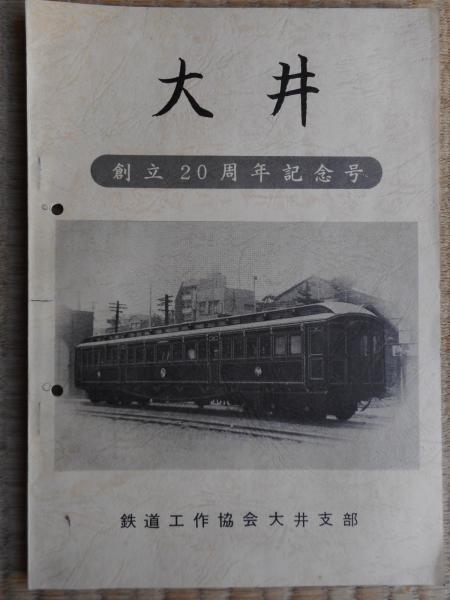 大井
創立20周年記念号
鉄道工作協会大井支部